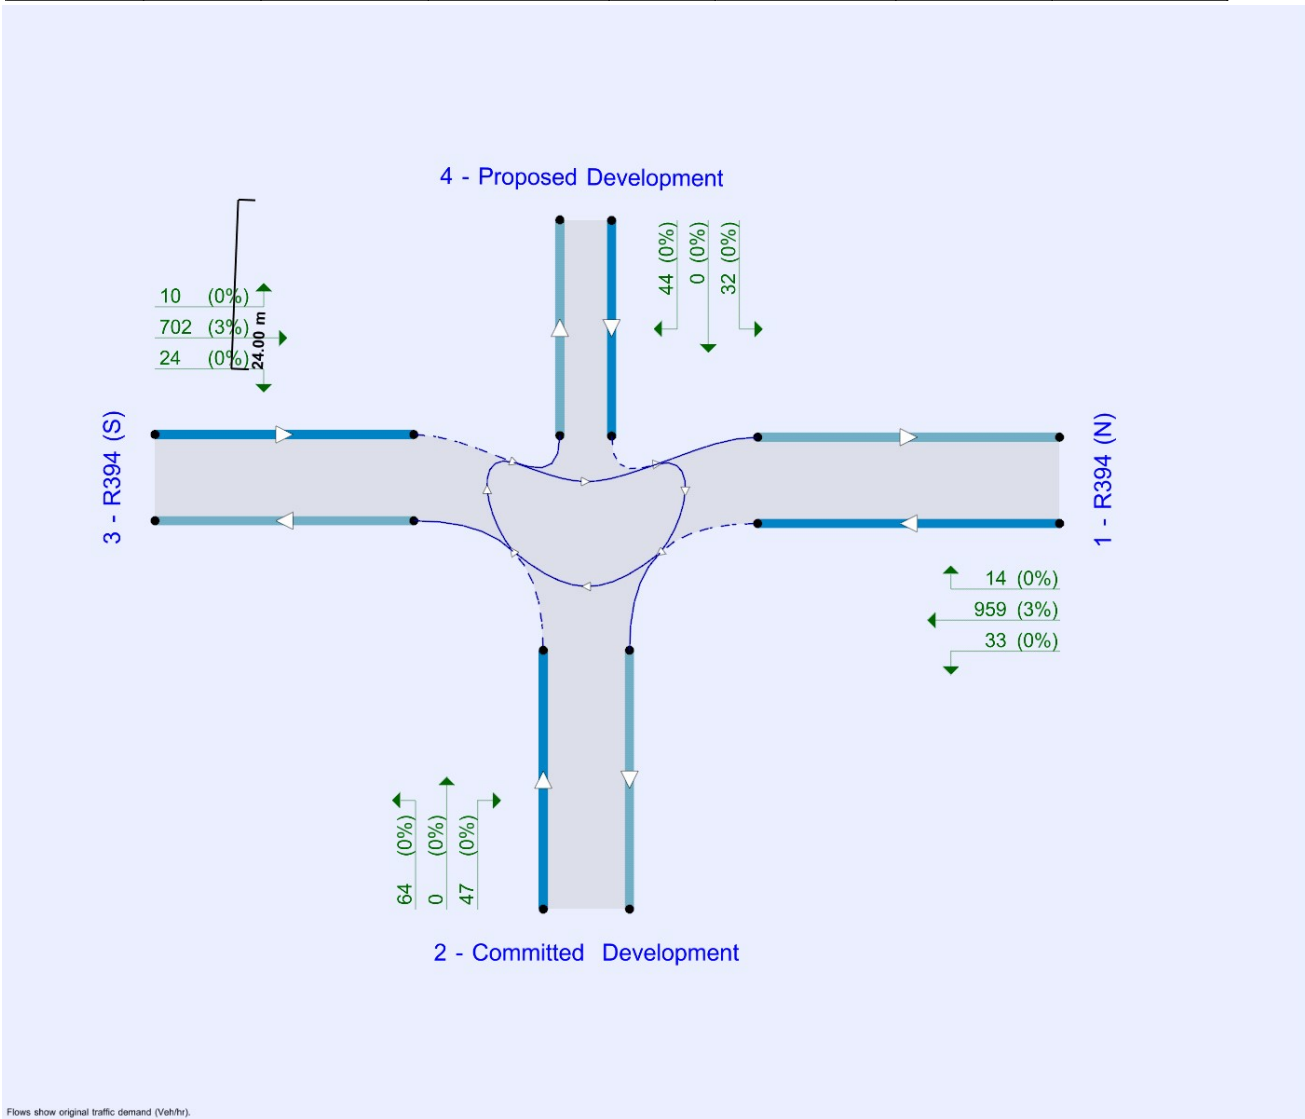 4 - Proposed Development
44 (0%)
0 (0%)
32 (0%)
10 (0%)
702 (3%)
24 (0%)
24.00 m
3 - R394 (S)
1 - R394 (N)
14 (0%)
959 (3%)
33 (0%)
64 (0%)
0 (0%)
47 (0%)
2 - Committed Development
Flows show original traffic demand (Veh/hr).